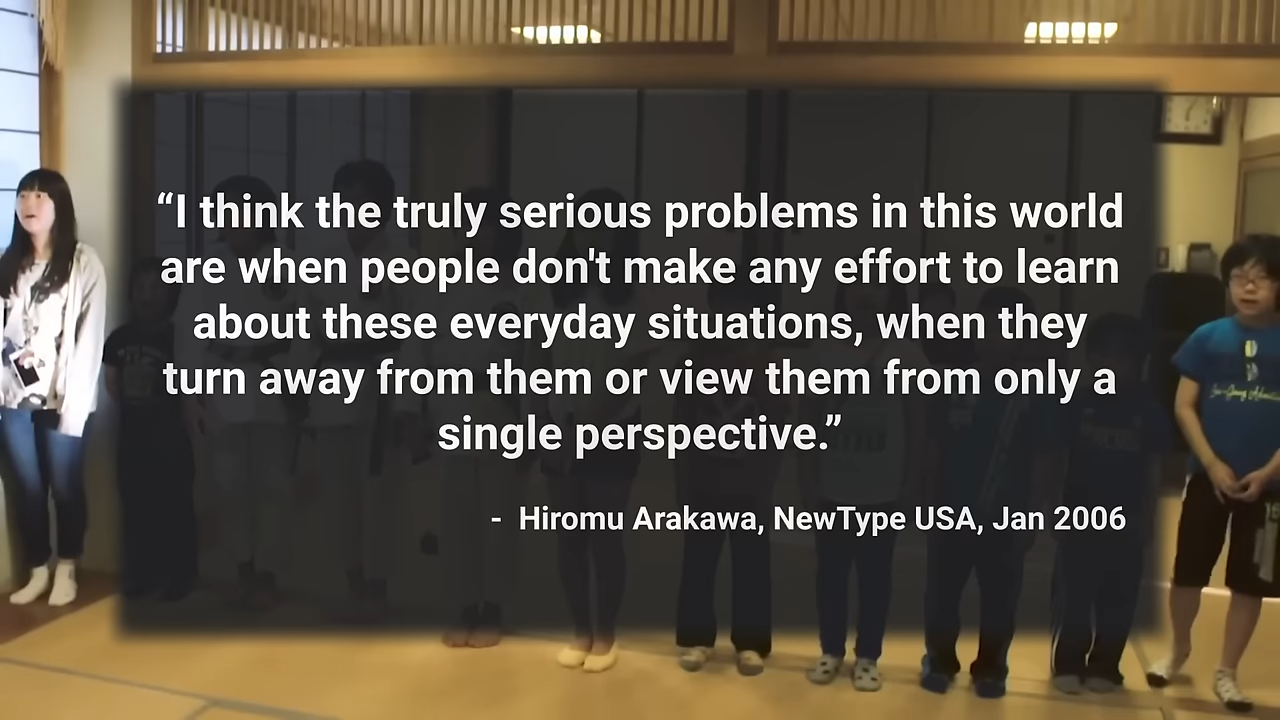 “I think the truly serious problems in this world
are when people don't make any effort to learn
about these everyday situations, when they
turn away from them or view them from only a
single perspective.”
- Hiromu Arakawa, NewType USA, Jan 2006